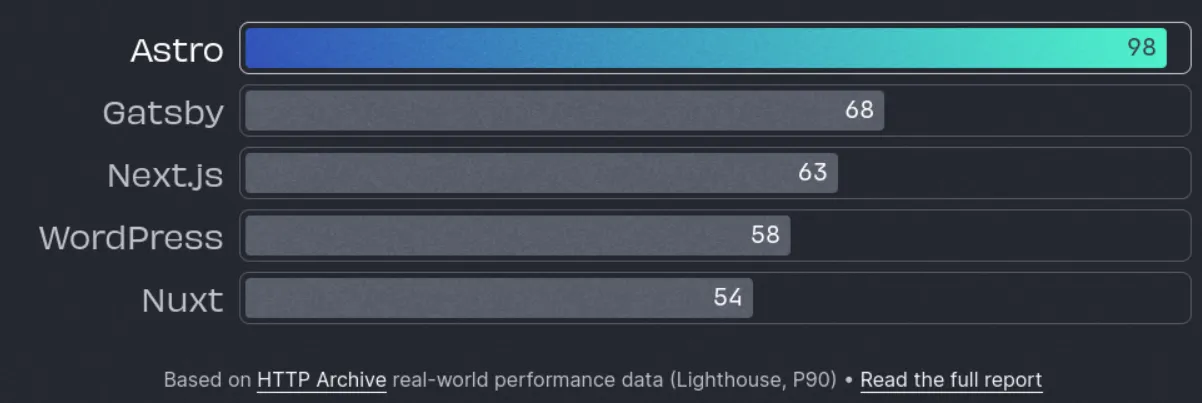 Astro 98
Gatsby 68
Next.js 63
WordPress 58
Nuxt 54
Based on HTTP Archive real-world performance data (Lighthouse, P90) • Read the full report